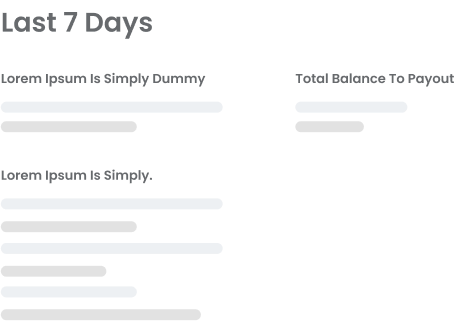 Last 7 Days
Lorem Ipsum Is Simply Dummy
Total Balance To Payout
Lorem Ipsum Is Simply.